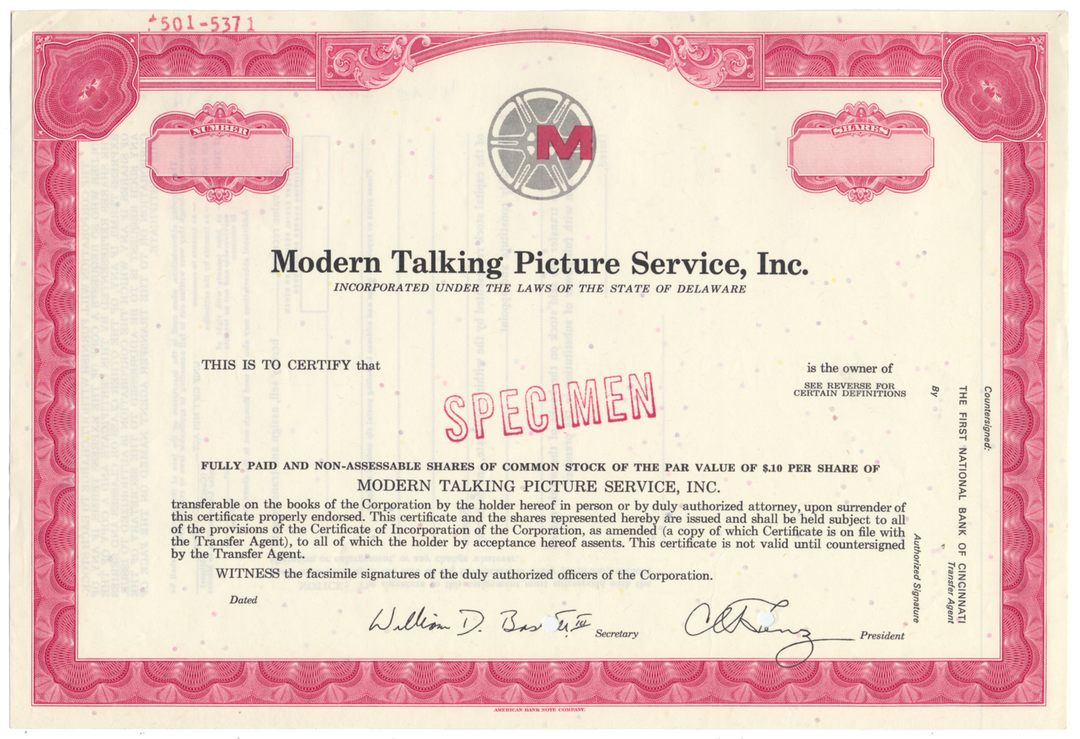 501-5371
NUMBER
SHARES
M
Modern Talking Picture Service, Inc.
INCORPORATED UNDER THE LAWS OF THE STATE OF DELAWARE
THIS IS TO CERTIFY that
is the owner of
SEE REVERSE FOR
CERTAIN DEFINITIONS
SPECIMEN
FULLY PAID AND NON-ASSESSABLE SHARES OF COMMON STOCK OF THE PAR VALUE OF $.10 PER SHARE OF
MODERN TALKING PICTURE SERVICE, INC.
transferable on the books of the Corporation by the holder hereof in person or by duly authorized attorney, upon surrender of
this certificate properly endorsed. This certificate and the shares represented hereby are issued and shall be held subject to all
of the provisions of the Certificate of Incorporation of the Corporation, as amended (a copy of which Certificate is on file with
the Transfer Agent), to all of which the holder by acceptance hereof assents. This certificate is not valid until countersigned
by the Transfer Agent.
WITNESS the facsimile signatures of the duly authorized officers of the Corporation.
Dated
William D.
Secretary
President
Countersigned:
THE FIRST NATIONAL BANK OF CINCINNATI
Transfer Agent
By
Authorized Signature
AMERICAN BANK NOTE COMPANY.